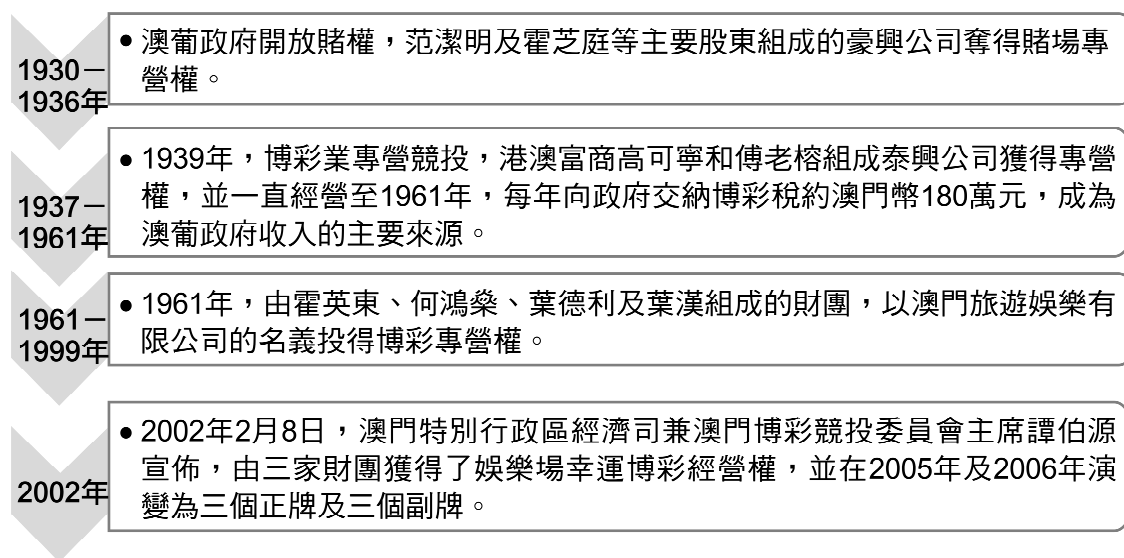 1930－
1936年
● 澳葡政府開放賭權，范潔明及霍芝庭等主要股東組成的豪興公司奪得賭場專
營權。
1937－
1961年
● 1939年，博彩業專營競投，港澳富商高可寧和傅老榕組成泰興公司獲得專營
權，並一直經營至1961年，每年向政府交納博彩稅約澳門幣180萬元，成為
澳葡政府收入的主要來源。
1961－
1999年
● 1961年，由霍英東、何鴻燊、葉德利及葉漢組成的財團，以澳門旅遊娛樂有
限公司的名義投得博彩專營權。
2002年
● 2002年2月8日，澳門特別行政區經濟司兼澳門博彩競投委員會主席譚伯源
宣佈，由三家財團獲得了娛樂場幸運博彩經營權，並在2005年及2006年演
變為三個正牌及三個副牌。